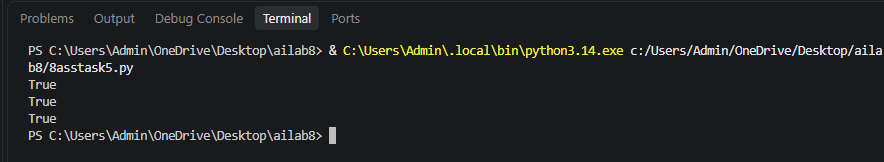 Problems Output Debug Console Terminal Ports
PS C:\Users\Admin\OneDrive\Desktop\ailab8> & C:\Users\Admin\.local\bin\python3.14.exe c:/Users/Admin/OneDrive/Desktop/aila
b8/8asstask5.py
True
True
True
PS C:\Users\Admin\OneDrive\Desktop\ailab8>